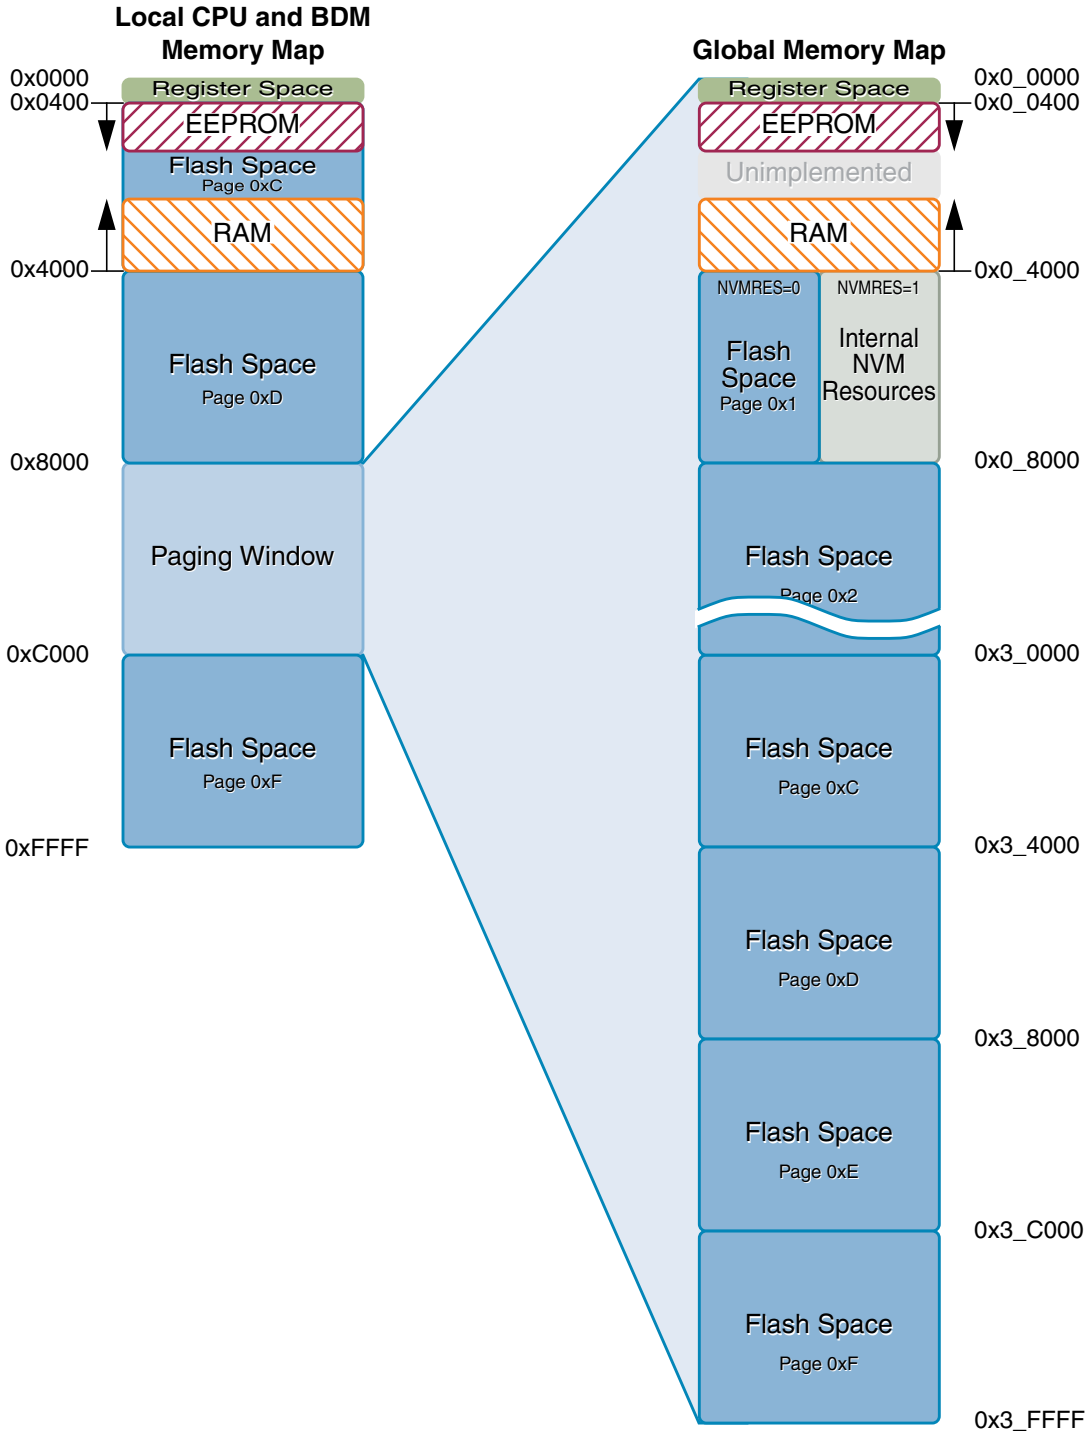 Local CPU and BDM
Memory Map
0x0000
Register Space
0x0400
EEPROM
Flash Space
Page 0xC
RAM
0x4000
Flash Space
Page 0xD
0x8000
Paging Window
0xC000
Flash Space
Page 0xF
0xFFFF
Global Memory Map
Register Space
0x0_0000
0x0_0400
EEPROM
Unimplemented
RAM
0x0_4000
NVMRES=0
Flash
Space
Page 0x1
NVMRES=1
Internal
NVM
Resources
0x0_8000
Flash Space
Page 0x2
0x3_0000
Flash Space
Page 0xC
0x3_4000
Flash Space
Page 0xD
0x3_8000
Flash Space
Page 0xE
0x3_C000
Flash Space
Page 0xF
0x3_FFFF